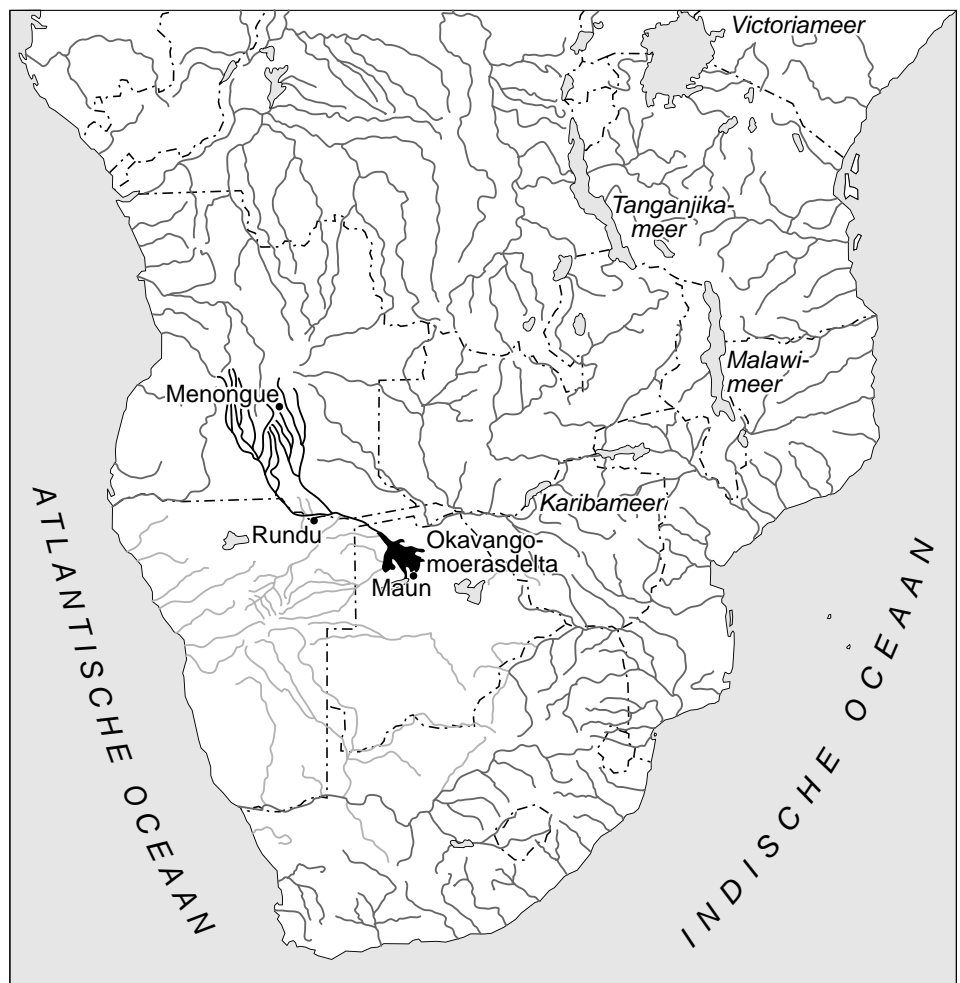 Victoriameer
Tanganjika-
meer
Malawi-
meer
Menongue
Karibameer
Rundu
Okavango-
moerasdelta
Maun
ATLANTISCHE OCEAAN
INDISCHE OCEAAN